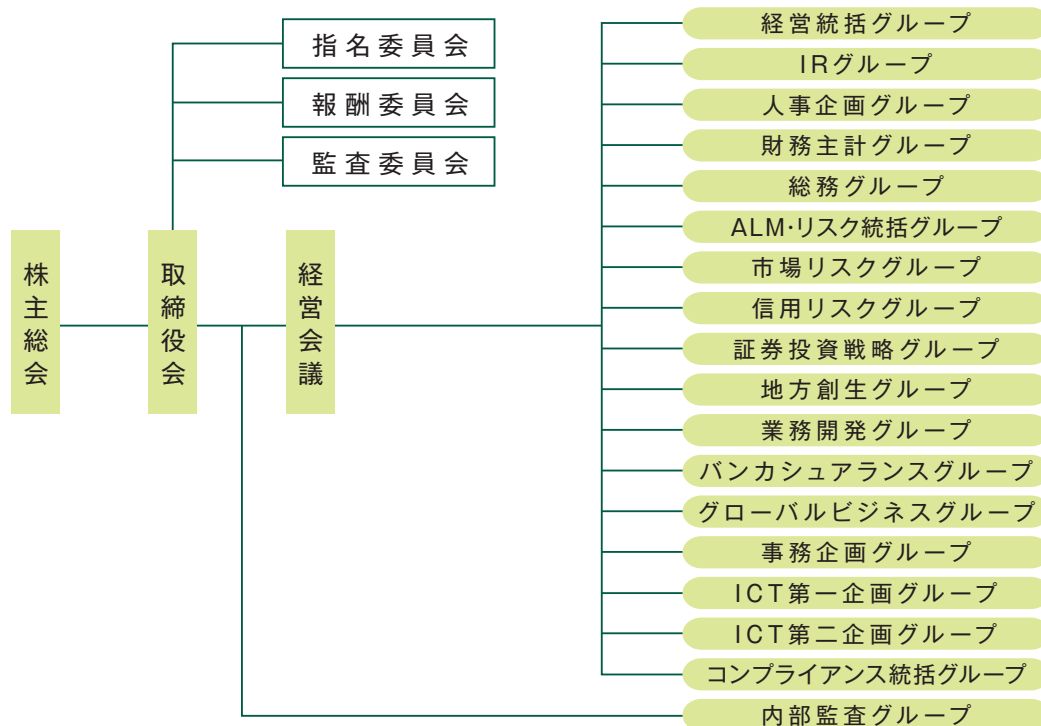 指名委員会
報酬委員会
監査委員会
株主総会
取締役会
経営会議
経営統括グループ
IRグループ
人事企画グループ
財務主計グループ
総務グループ
ALM･リスク統括グループ
市場リスクグループ
信用リスクグループ
証券投資戦略グループ
地方創生グループ
業務開発グループ
バンカシュアランスグループ
グローバルビジネスグループ
事務企画グループ
ICT第一企画グループ
ICT第二企画グループ
コンプライアンス統括グループ
内部監査グループ